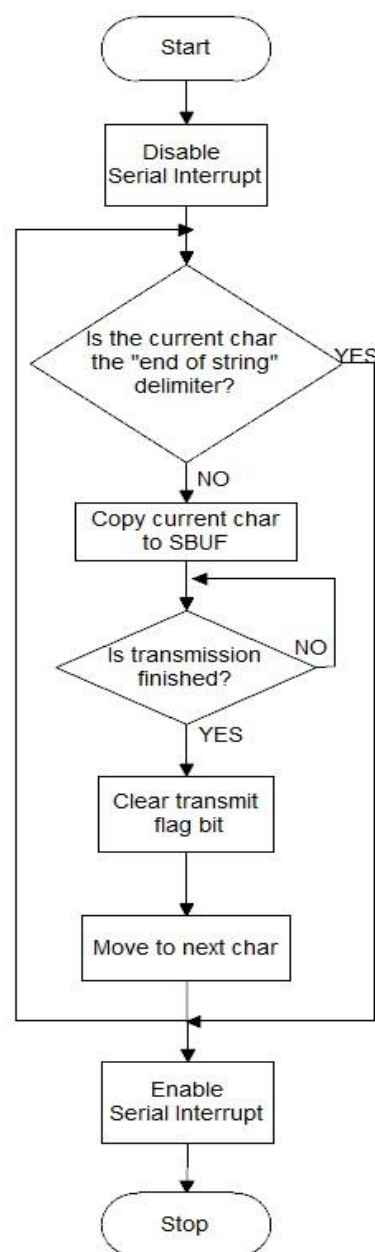 Start
Disable
Serial Interrupt
Is the current char
the "end of string"
delimiter?
YES
NO
Copy current char
to SBUF
Is transmission
finished?
NO
YES
Clear transmit
flag bit
Move to next char
Enable
Serial Interrupt
Stop